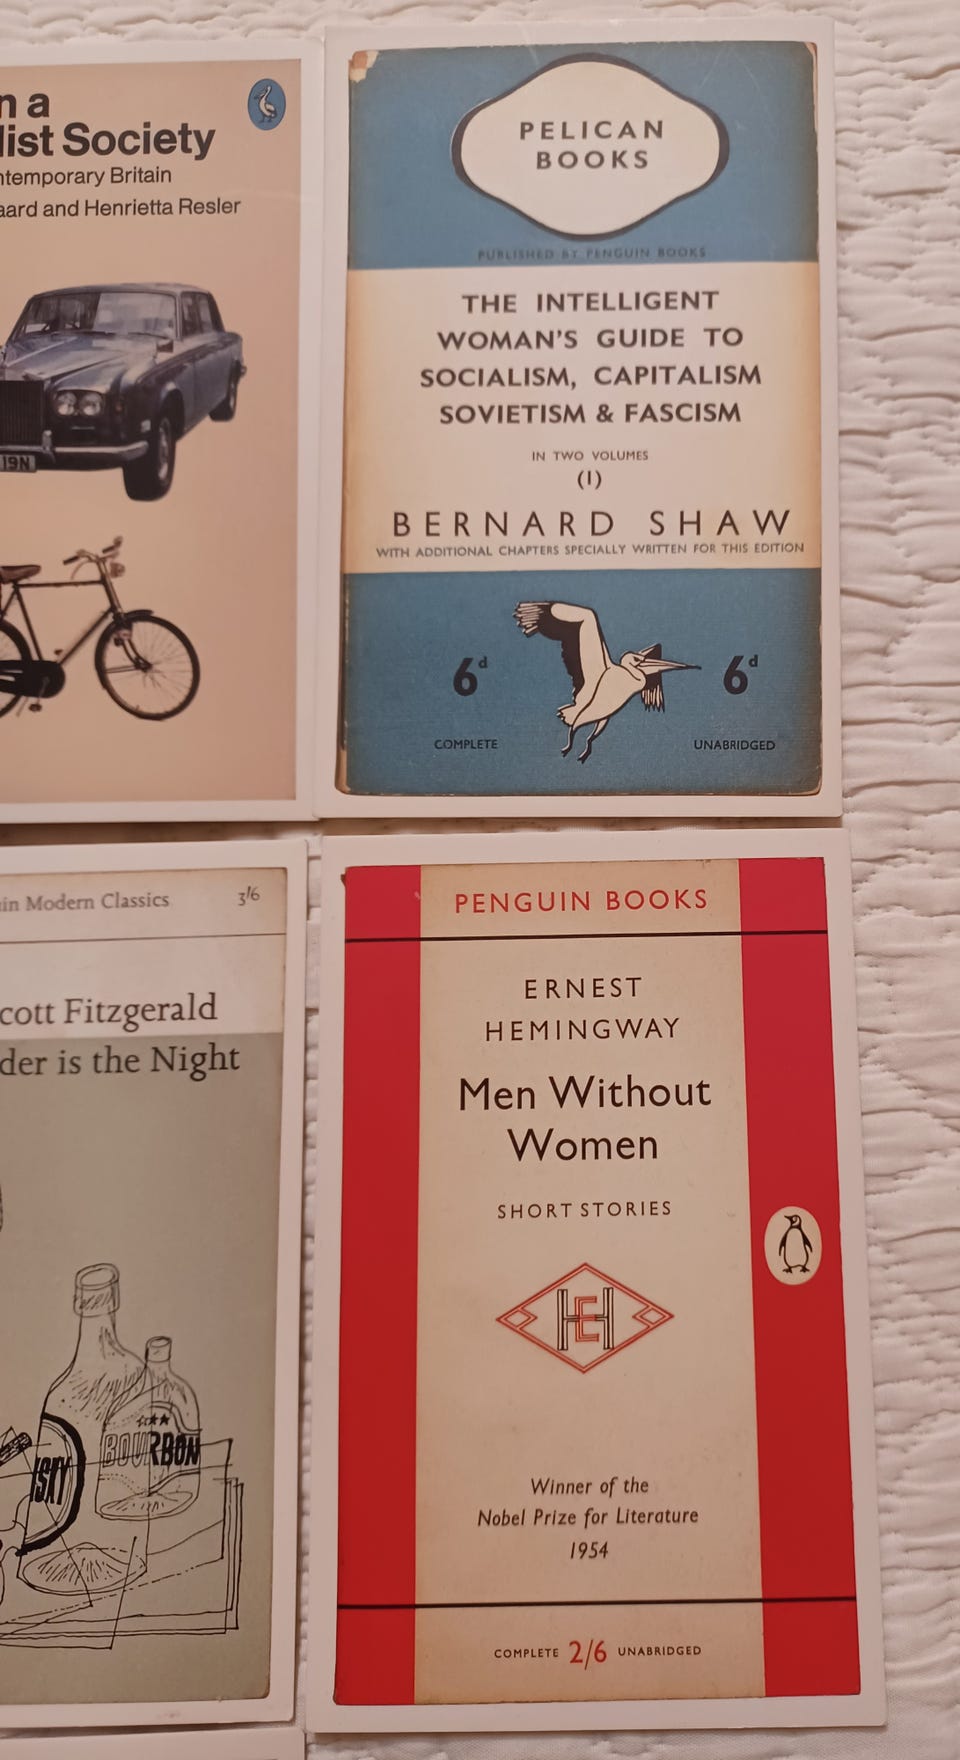 n a
list Society
ntemporary Britain
aard and Henrietta Resler
19N
PELICAN
BOOKS
PUBLISHED BY PENGUIN BOOKS
THE INTELLIGENT
WOMAN'S GUIDE TO
SOCIALISM, CAPITALISM
SOVIETISM & FASCISM
IN TWO VOLUMES
(I)
BERNARD SHAW
WITH ADDITIONAL CHAPTERS SPECIALLY WRITTEN FOR THIS EDITION
6d 6d
COMPLETE UNABRIDGED
in Modern Classics 3/6
cott Fitzgerald
der is the Night
BOURBON
ISKY
PENGUIN BOOKS
ERNEST
HEMINGWAY
Men Without
Women
SHORT STORIES
HE
Winner of the
Nobel Prize for Literature
1954
COMPLETE 2/6 UNABRIDGED